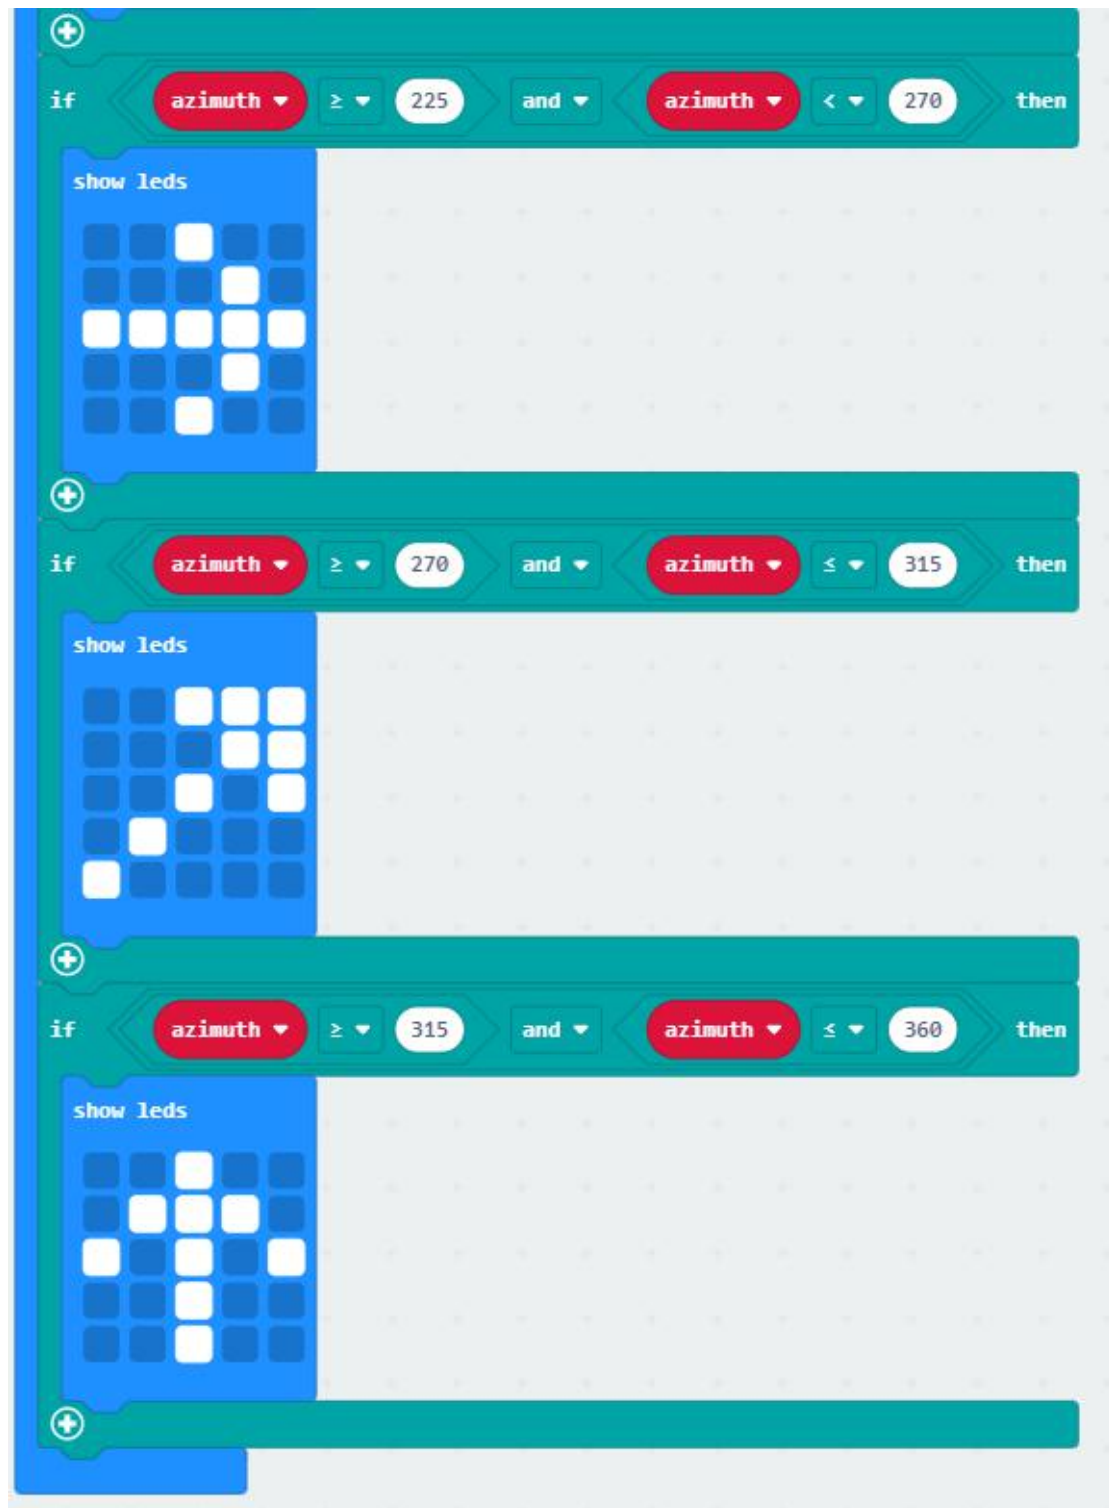 if azimuth ≥ 225 and azimuth < 270 then
show leds
if azimuth ≥ 270 and azimuth ≤ 315 then
show leds
if azimuth ≥ 315 and azimuth ≤ 360 then
show leds